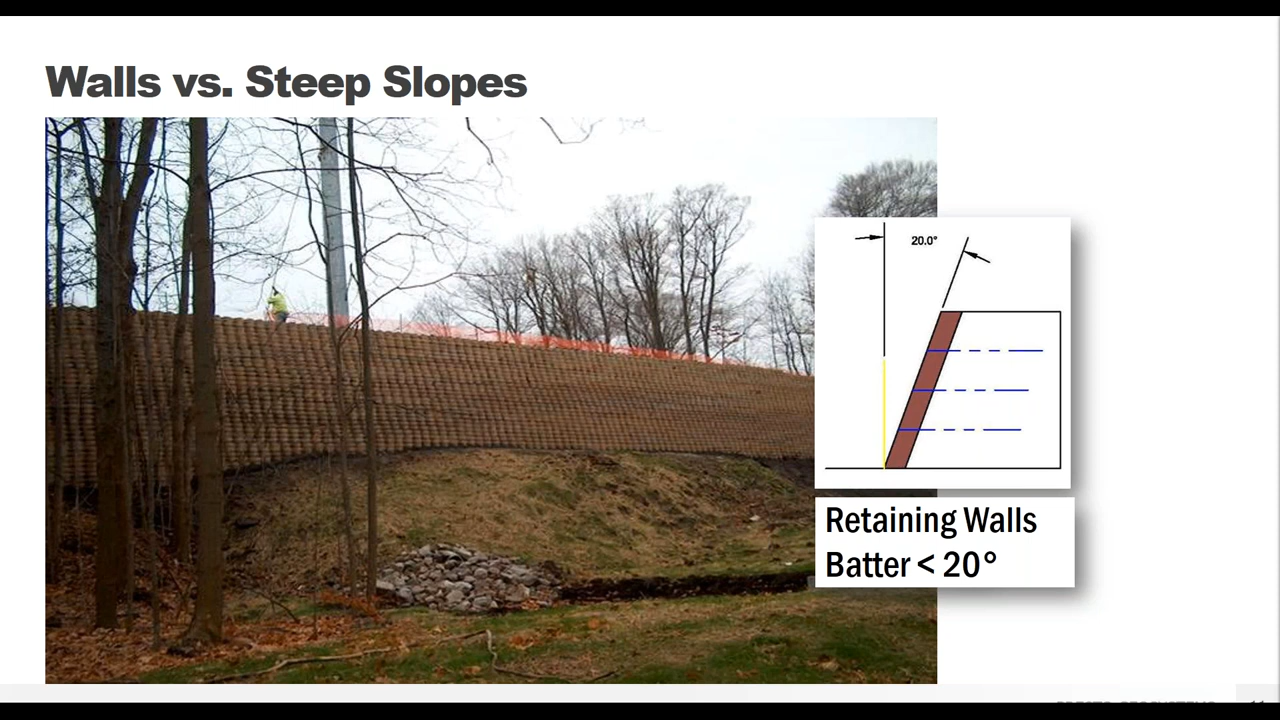 Walls vs. Steep Slopes
20.0°
Retaining Walls
Batter < 20°